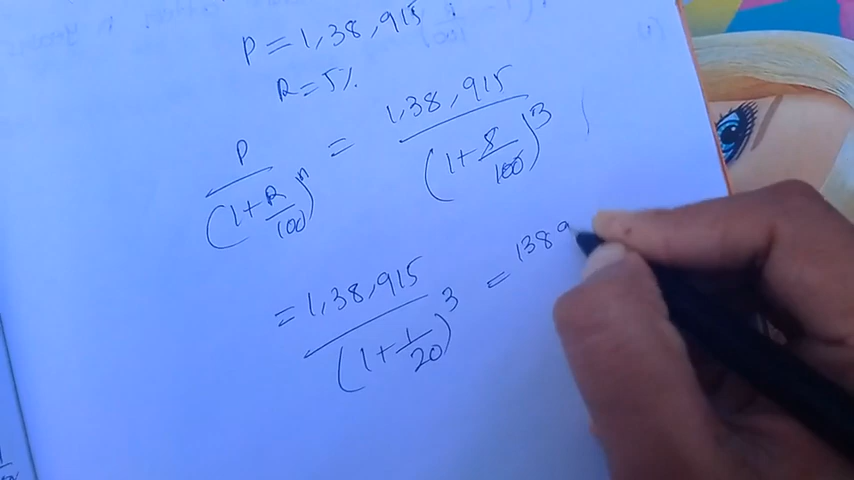 P = 1,38,915
R = 5%
P/(1+R/100)^n = 1,38,915/(1+5/100)^3
= 1,38,915/(1+1/20)^3 = 1389